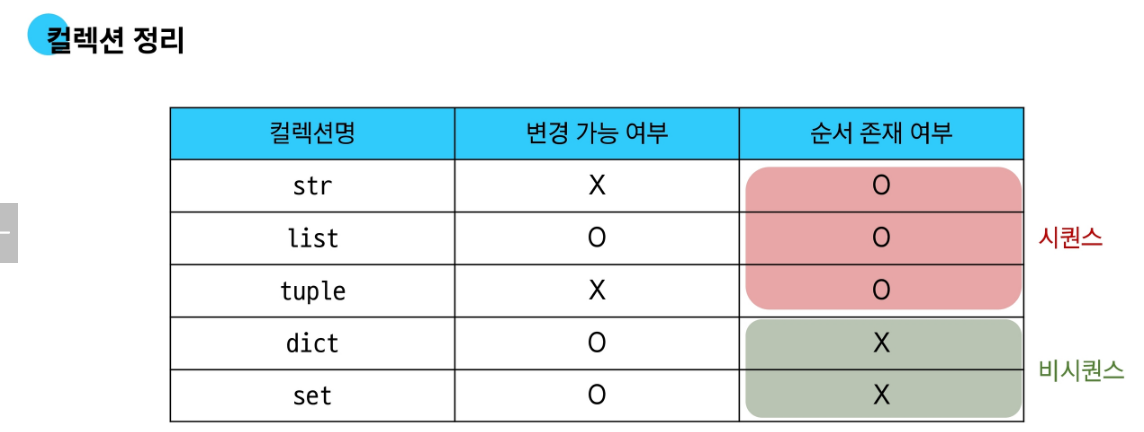 컬렉션 정리
컬렉션명 변경 가능 여부 순서 존재 여부
str X O
list O O
시퀀스
tuple X O
dict O X
비시퀀스
set O X